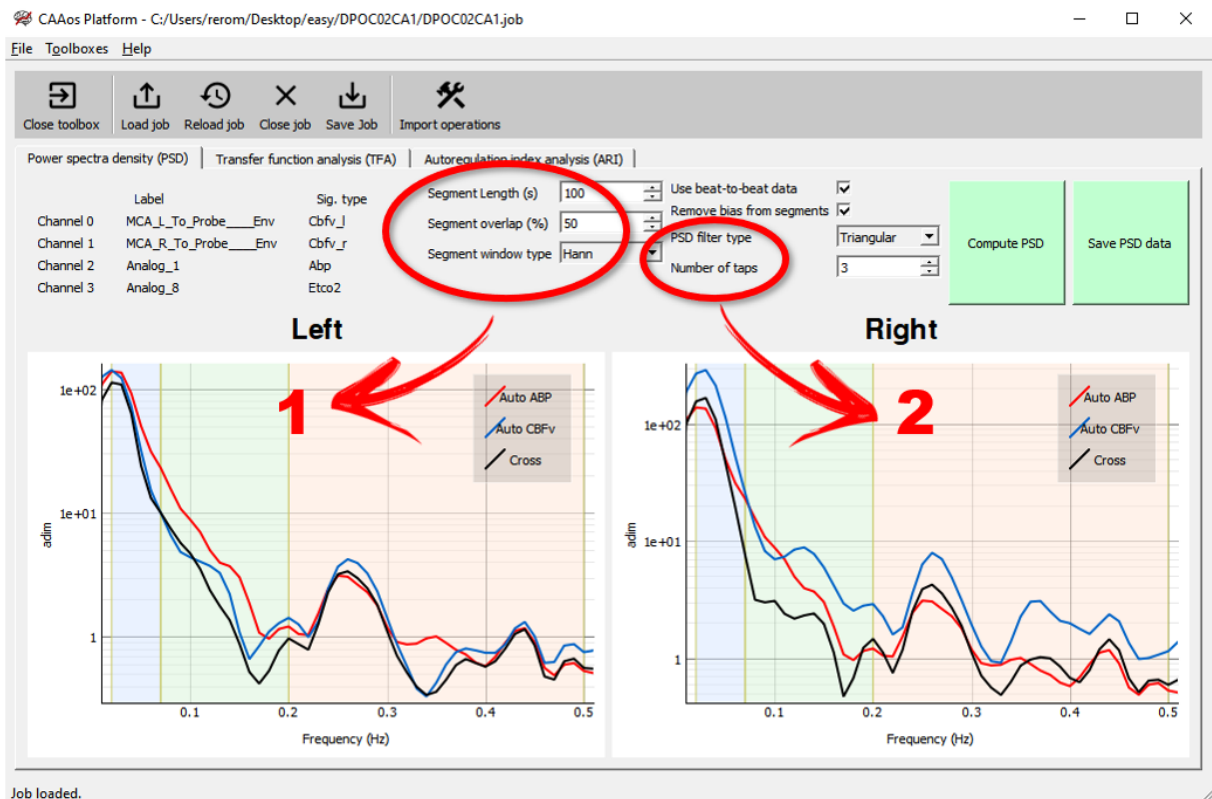 CAAos Platform - C:/Users/rerom/Desktop/easy/DPOC02CA1/DPOC02CA1.job
File Toolboxes Help
Close toolbox Load job Reload job Close job Save Job Import operations
Power spectra density (PSD) Transfer function analysis (TFA) Autoregulation index analysis (ARI)
Label Sig. type
Channel 0 MCA_L_To_Probe____Env Cbfv_l
Channel 1 MCA_R_To_Probe____Env Cbfv_r
Channel 2 Analog_1 Abp
Channel 3 Analog_8 Etco2
Segment Length (s) 100
Segment overlap (%) 50
Segment window type Hann
Use beat-to-beat data
Remove bias from segments
PSD filter type Triangular
Number of taps 3
Compute PSD Save PSD data
Left
1
Auto ABP
Auto CBFv
Cross
1e+02
1e+01
1
adim
0.1 0.2 0.3 0.4 0.5
Frequency (Hz)
Right
2
Auto ABP
Auto CBFv
Cross
1e+02
1e+01
1
adim
0.1 0.2 0.3 0.4 0.5
Frequency (Hz)
Job loaded.